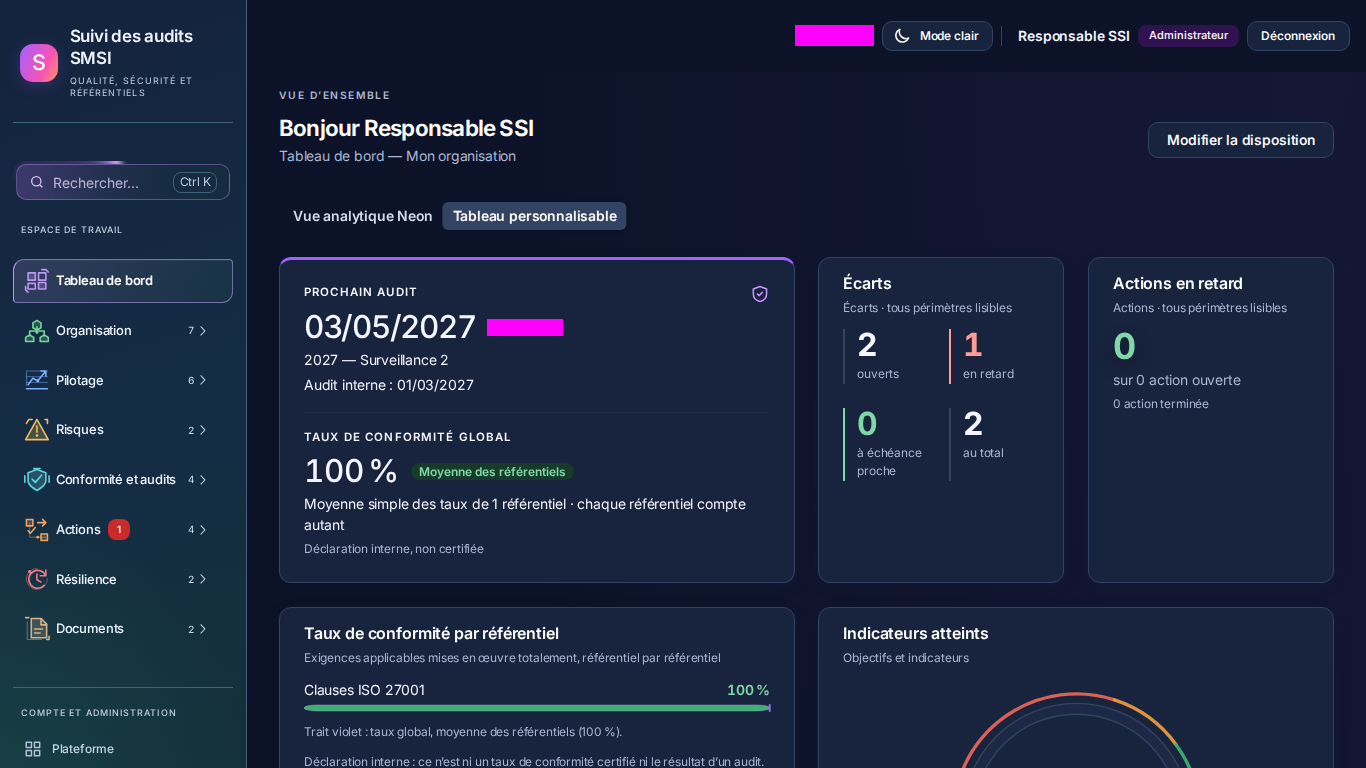 S
Suivi des audits
SMSI
QUALITÉ, SÉCURITÉ ET
RÉFÉRENTIELS
Rechercher...
Ctrl K
ESPACE DE TRAVAIL
Tableau de bord
Organisation 7
Pilotage 6
Risques 2
Conformité et audits 4
Actions 1 4
Résilience 2
Documents 2
COMPTE ET ADMINISTRATION
Plateforme
Mode clair
Responsable SSI
Administrateur
Déconnexion
VUE D'ENSEMBLE
Bonjour Responsable SSI
Tableau de bord — Mon organisation
Modifier la disposition
Vue analytique Neon
Tableau personnalisable
PROCHAIN AUDIT
03/05/2027
2027 — Surveillance 2
Audit interne : 01/03/2027
TAUX DE CONFORMITÉ GLOBAL
100 % Moyenne des référentiels
Moyenne simple des taux de 1 référentiel · chaque référentiel compte
autant
Déclaration interne, non certifiée
Écarts
Écarts · tous périmètres lisibles
2
ouverts
1
en retard
0
à échéance
proche
2
au total
Actions en retard
Actions · tous périmètres lisibles
0
sur 0 action ouverte
0 action terminée
Taux de conformité par référentiel
Exigences applicables mises en œuvre totalement, référentiel par référentiel
Clauses ISO 27001 100 %
Trait violet : taux global, moyenne des référentiels (100 %).
Déclaration interne : ce n'est ni un taux de conformité certifié ni le résultat d'un audit.
Indicateurs atteints
Objectifs et indicateurs